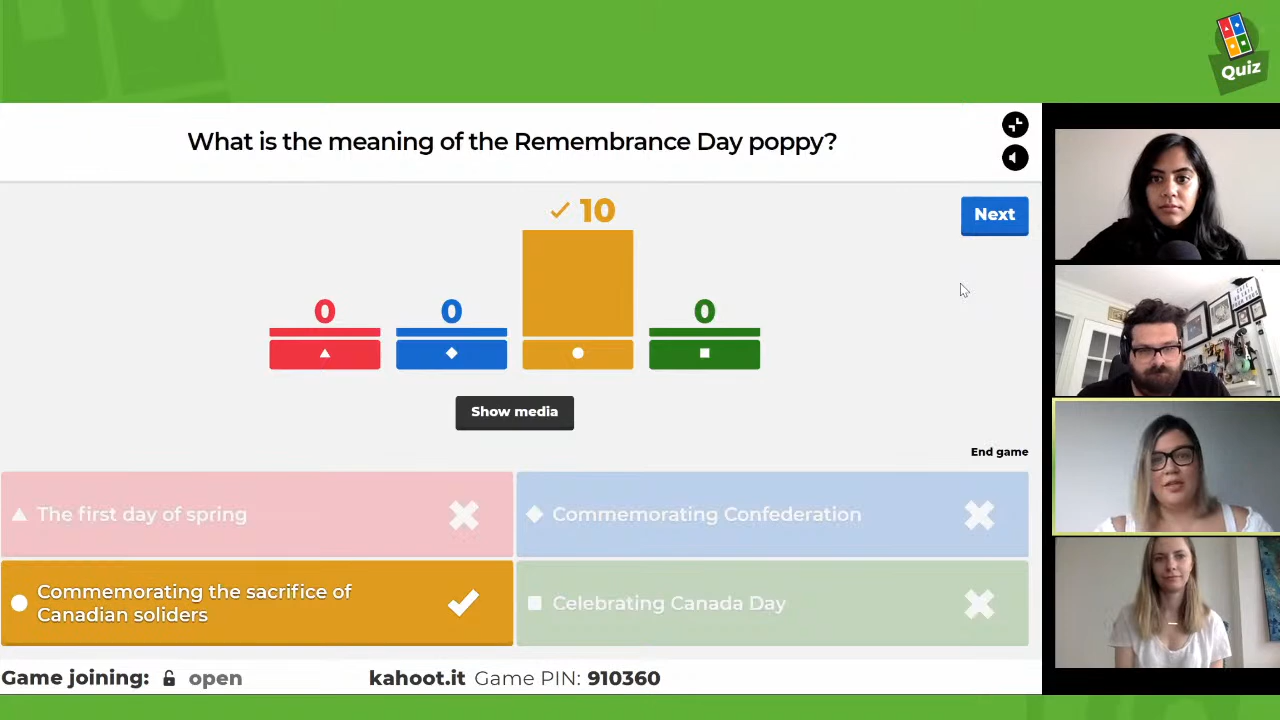 Quiz
What is the meaning of the Remembrance Day poppy?
10
Next
0
0
0
Show media
End game
The first day of spring
Commemorating Confederation
Commemorating the sacrifice of
Canadian soliders
Celebrating Canada Day
Game joining: open
kahoot.it Game PIN: 910360